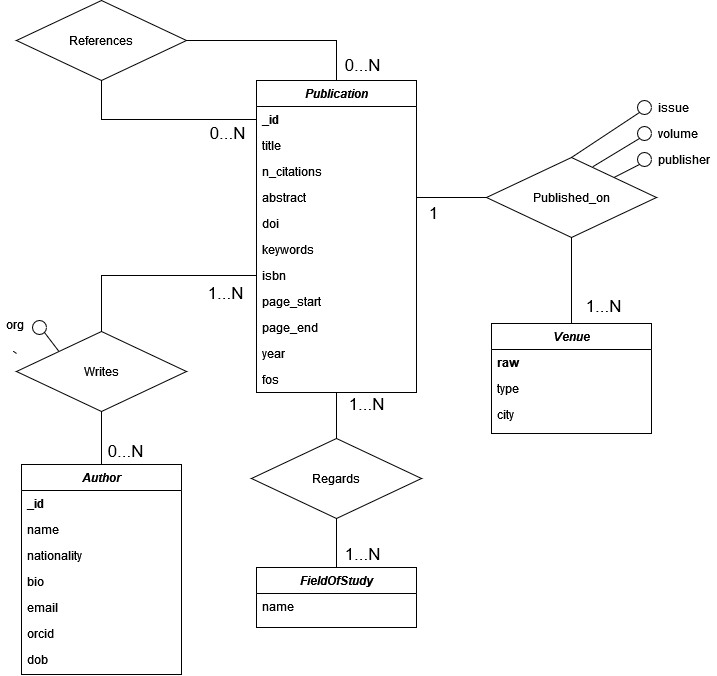 References
0...N
Publication
_id
0...N
title
n_citations
abstract
doi
keywords
isbn
page_start
page_end
year
fos
issue
volume
publisher
Published_on
1
1...N
Venue
raw
type
city
1...N
org
Writes
0...N
Author
_id
name
nationality
bio
email
orcid
dob
1...N
Regards
1...N
FieldOfStudy
name